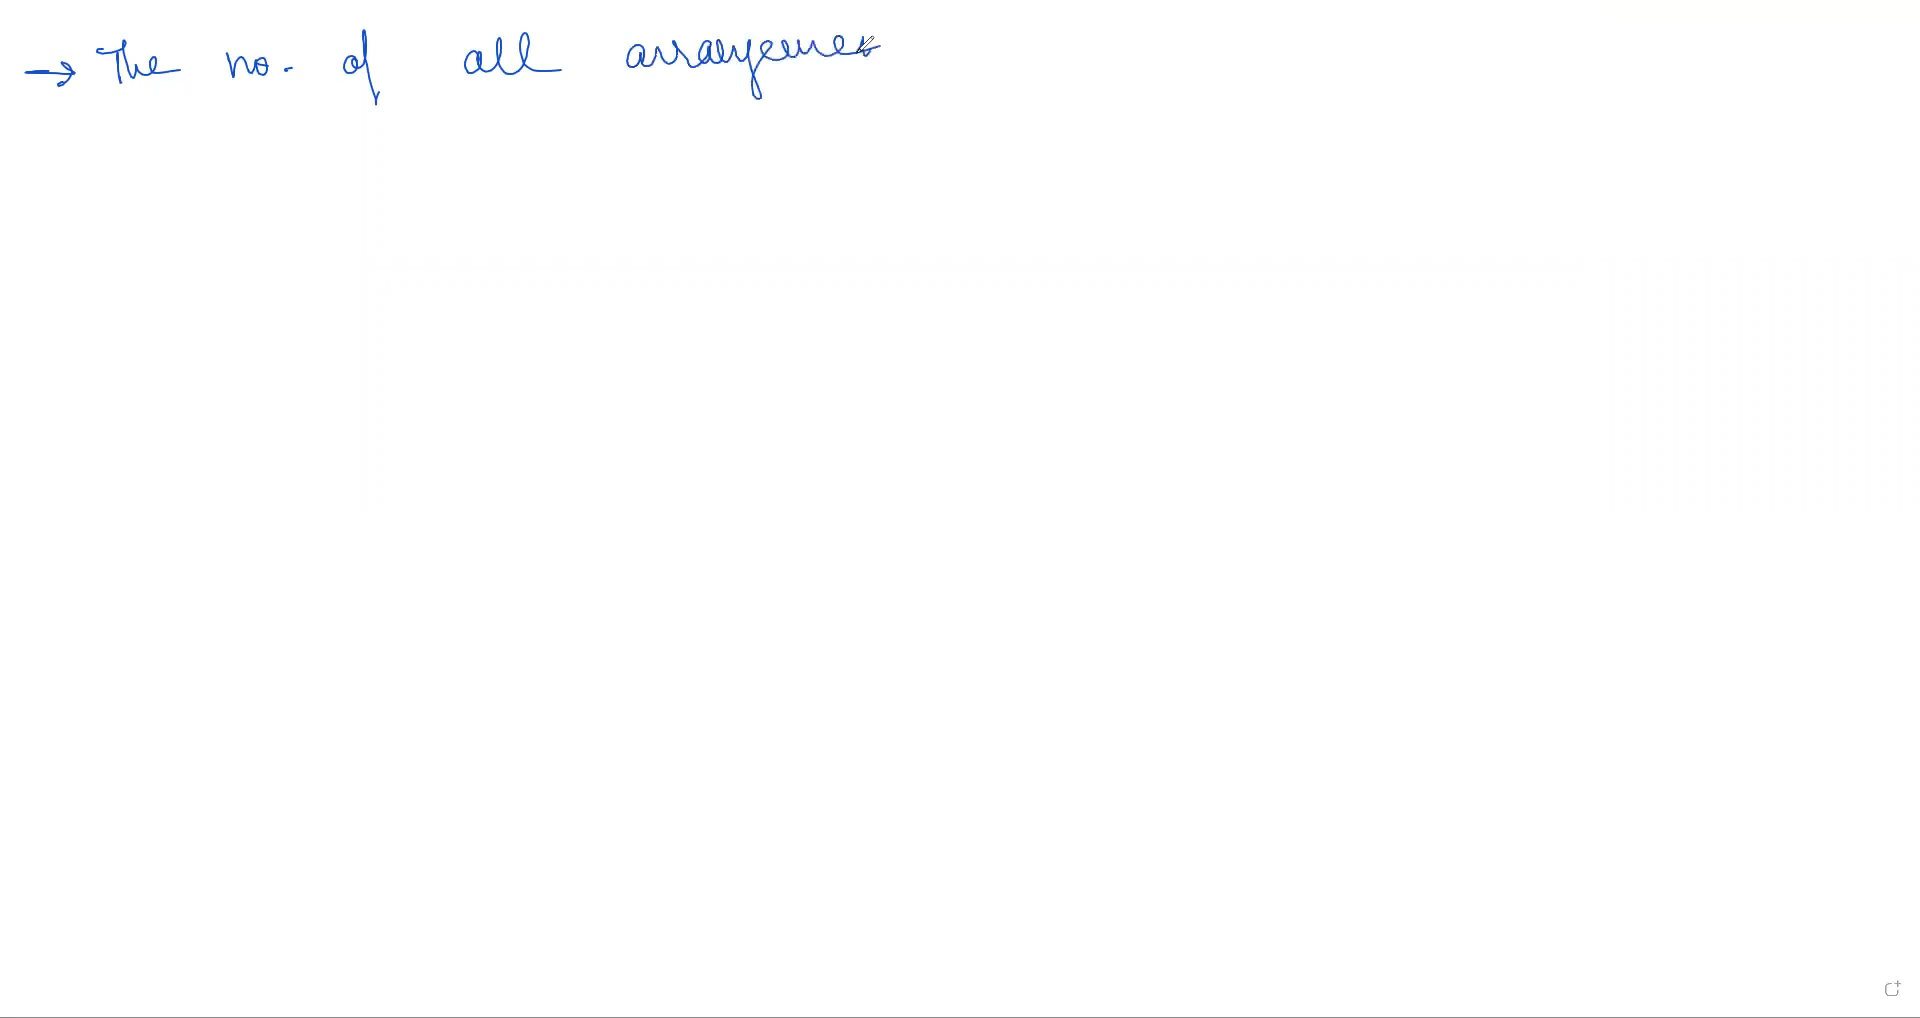 → The no. of all arrangemen